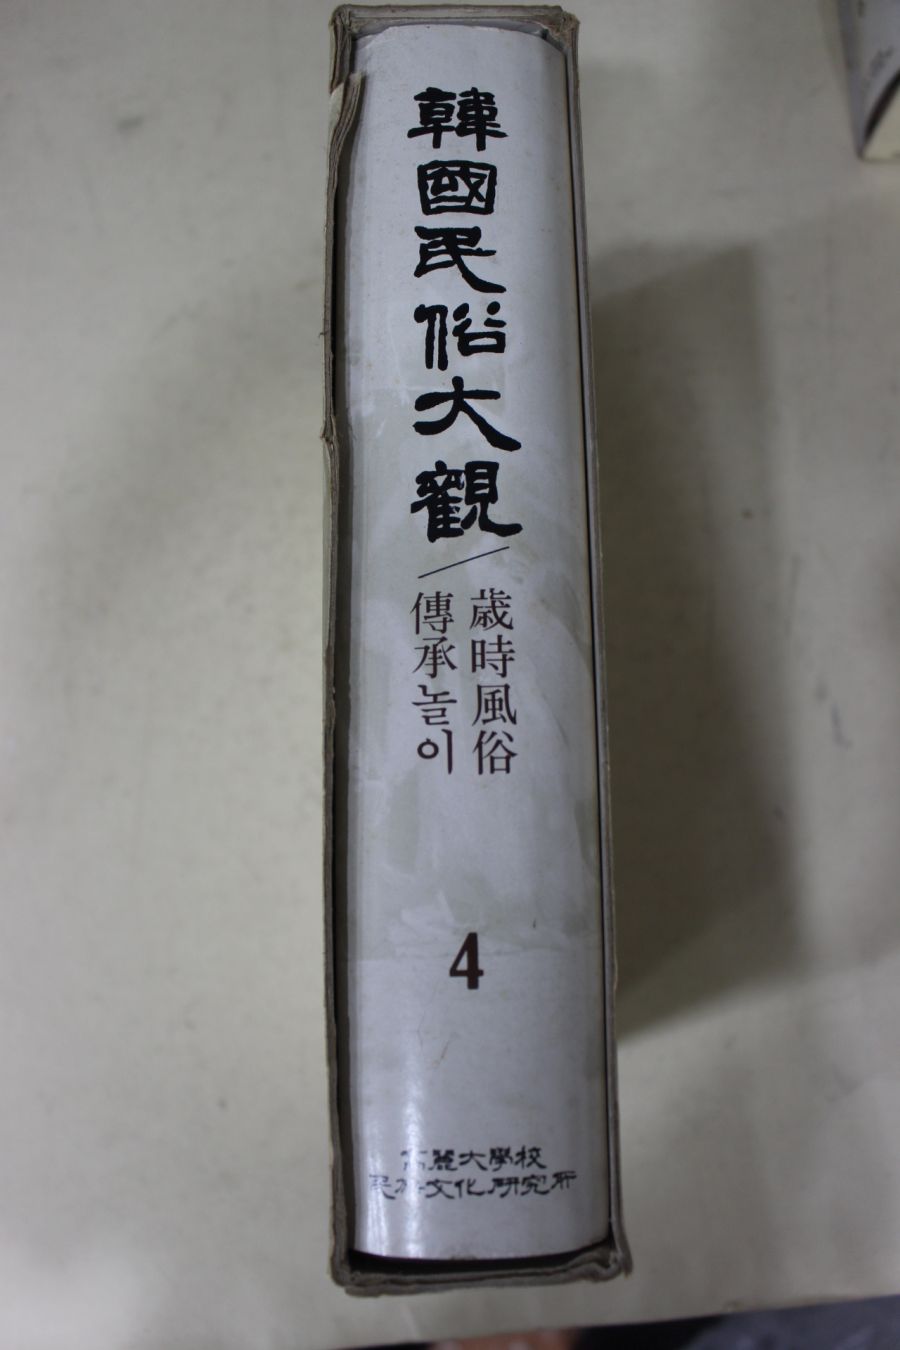 韓國民俗大觀
歲時風俗
傳承놀이
4
高麗大學校
民族文化硏究所